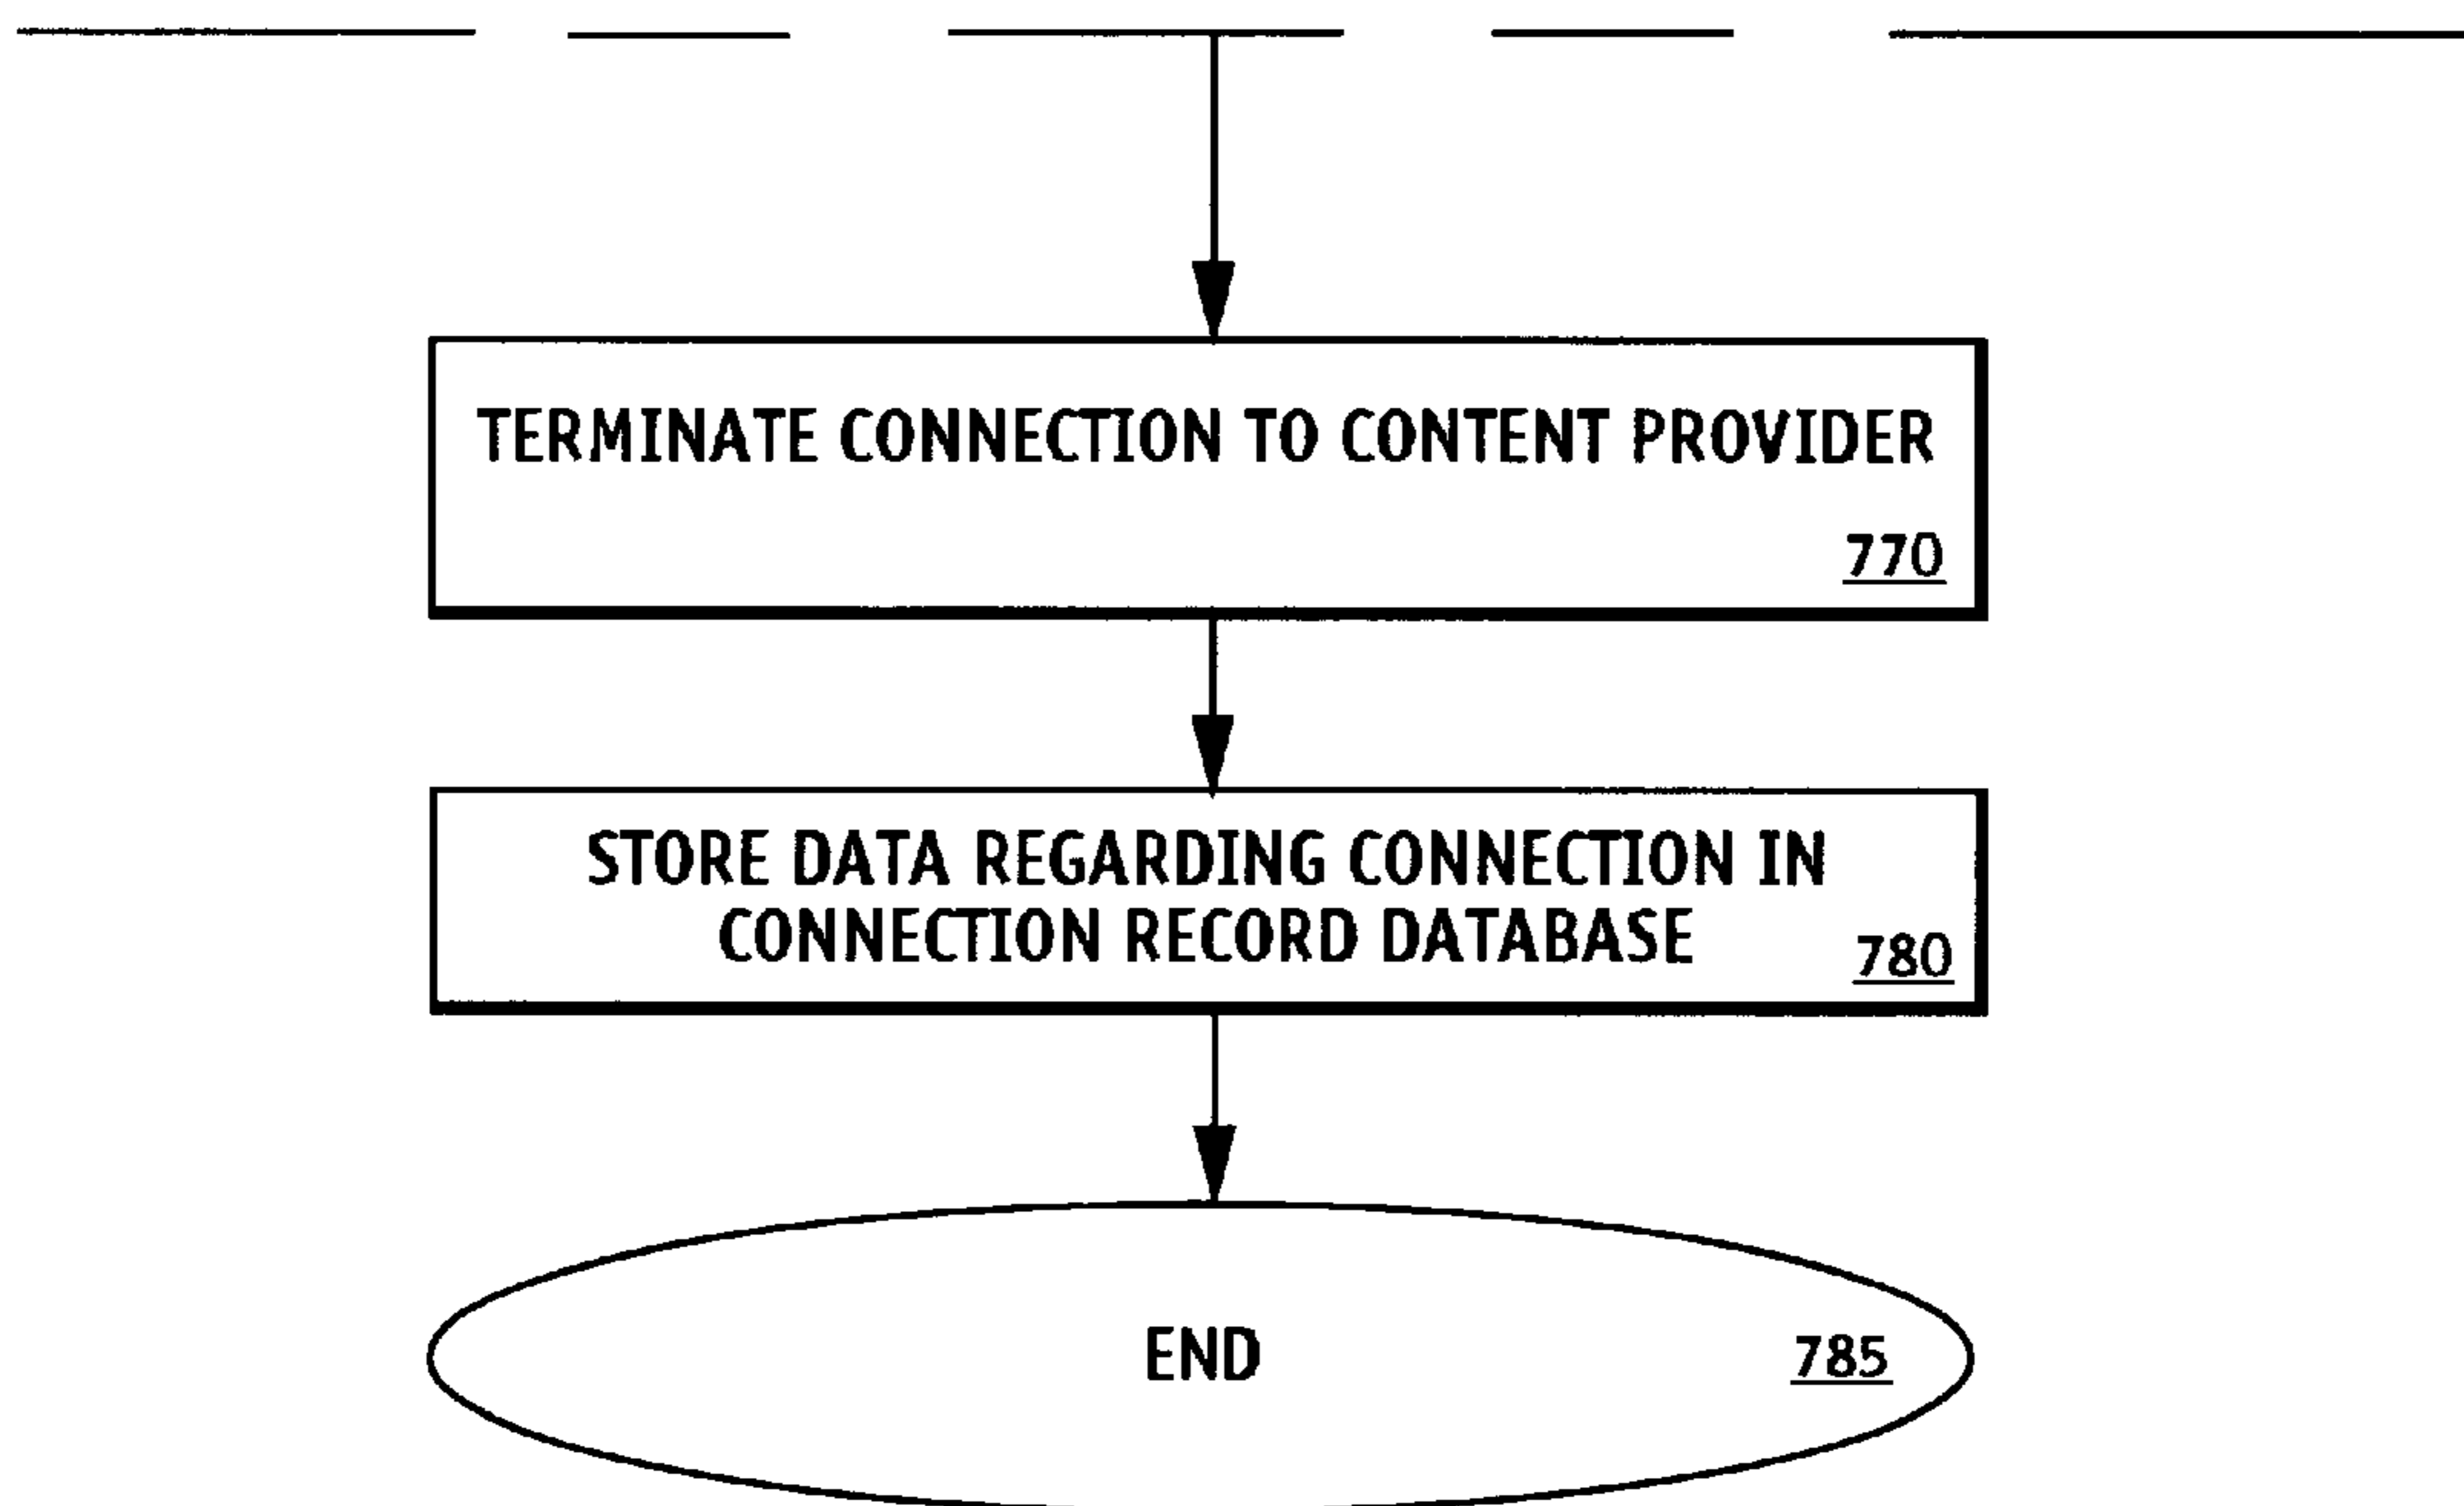 TERMINATE CONNECTION TO CONTENT PROVIDER
770
STORE DATA REGARDING CONNECTION IN
CONNECTION RECORD DATABASE
780
END
785